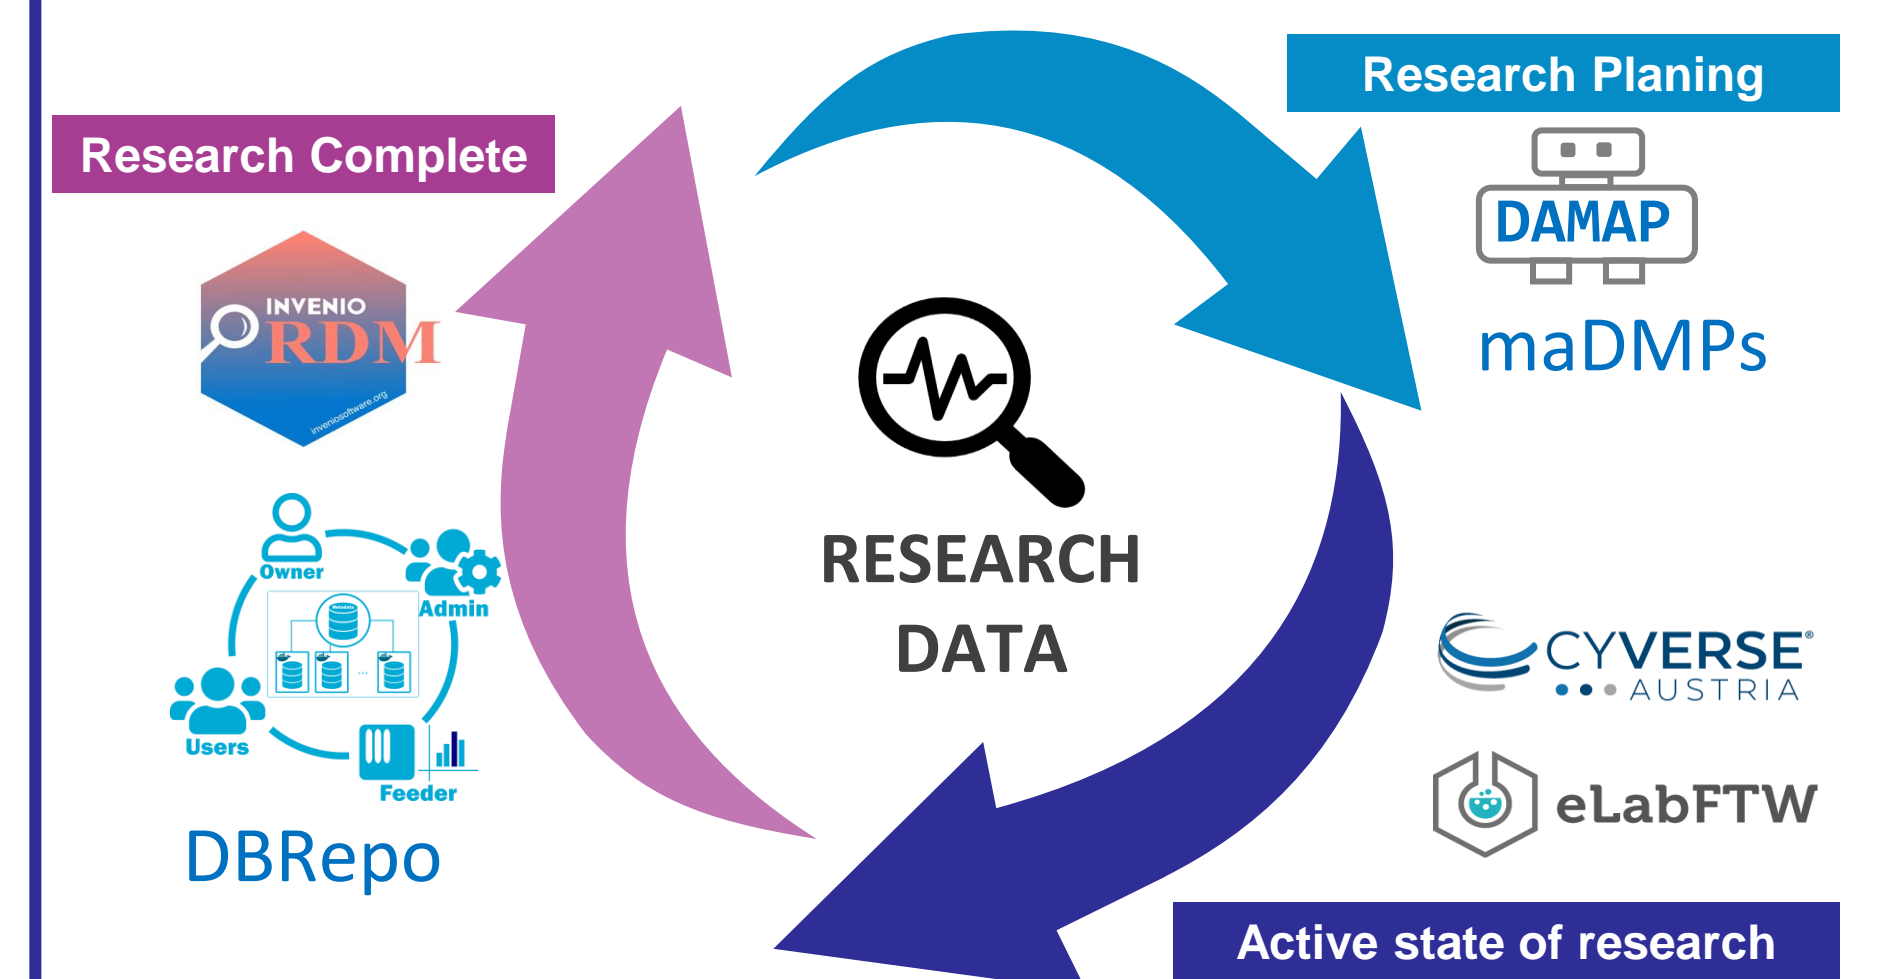 Research Planing
Research Complete
DAMAP
maDMPs
INVENIO
RDM
inveniosoftware.org
RESEARCH
DATA
Owner
Admin
Metadata
...
Users
Feeder
DBRepo
CYVERSE®
AUSTRIA
eLabFTW
Active state of research